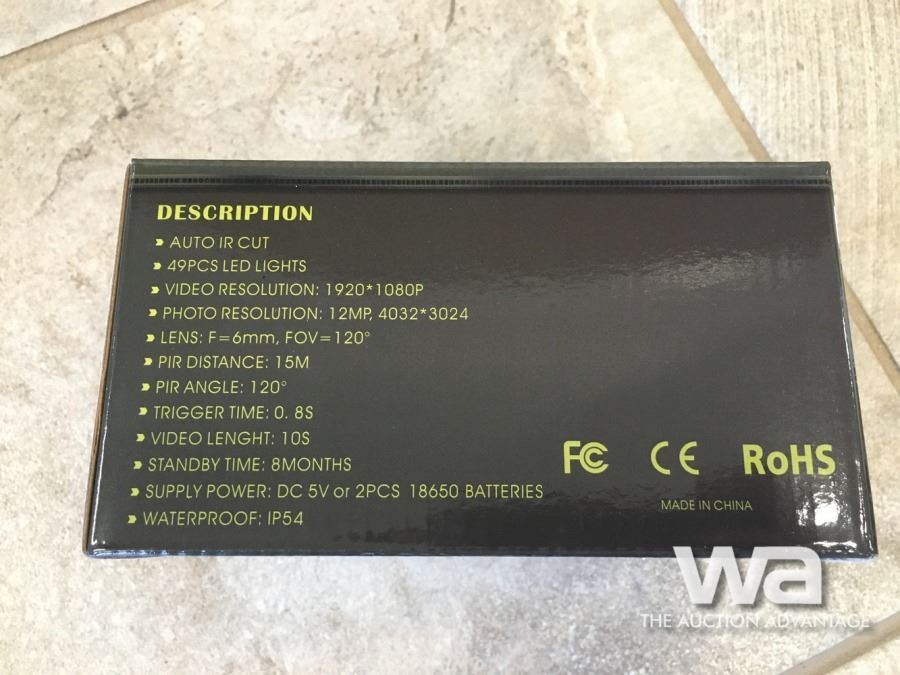 DESCRIPTION
AUTO IR CUT
49PCS LED LIGHTS
VIDEO RESOLUTION: 1920*1080P
PHOTO RESOLUTION: 12MP, 4032*3024
LENS: F=6mm, FOV=120°
PIR DISTANCE: 15M
PIR ANGLE: 120°
TRIGGER TIME: 0. 8S
VIDEO LENGHT: 10S
STANDBY TIME: 8MONTHS
SUPPLY POWER: DC 5V or 2PCS 18650 BATTERIES
WATERPROOF: IP54
FC CE RoHS
MADE IN CHINA
wa
THE AUCTION ADVANTAGE